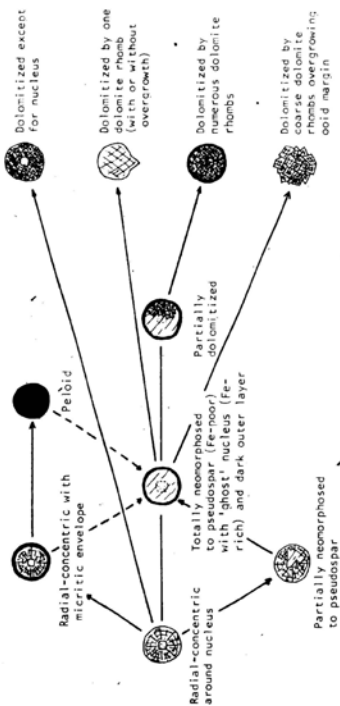 Radial-concentric with
micritic envelope
Peloid
Dolomitized except
for nucleus
Dolomitized by one
dolomite rhomb
(with or without
overgrowth)
Radial-concentric
around nucleus
Totally neomorphosed
to pseudospar (Fe-poor)
with 'ghost' nucleus (Fe-
rich) and dark outer layer
Partially
dolomitized
Dolomitized by
numerous dolomite
rhombs
Partially neomorphosed
to pseudospar
Dolomitized by
coarse dolomite
rhombs overgrowing
ooid margin